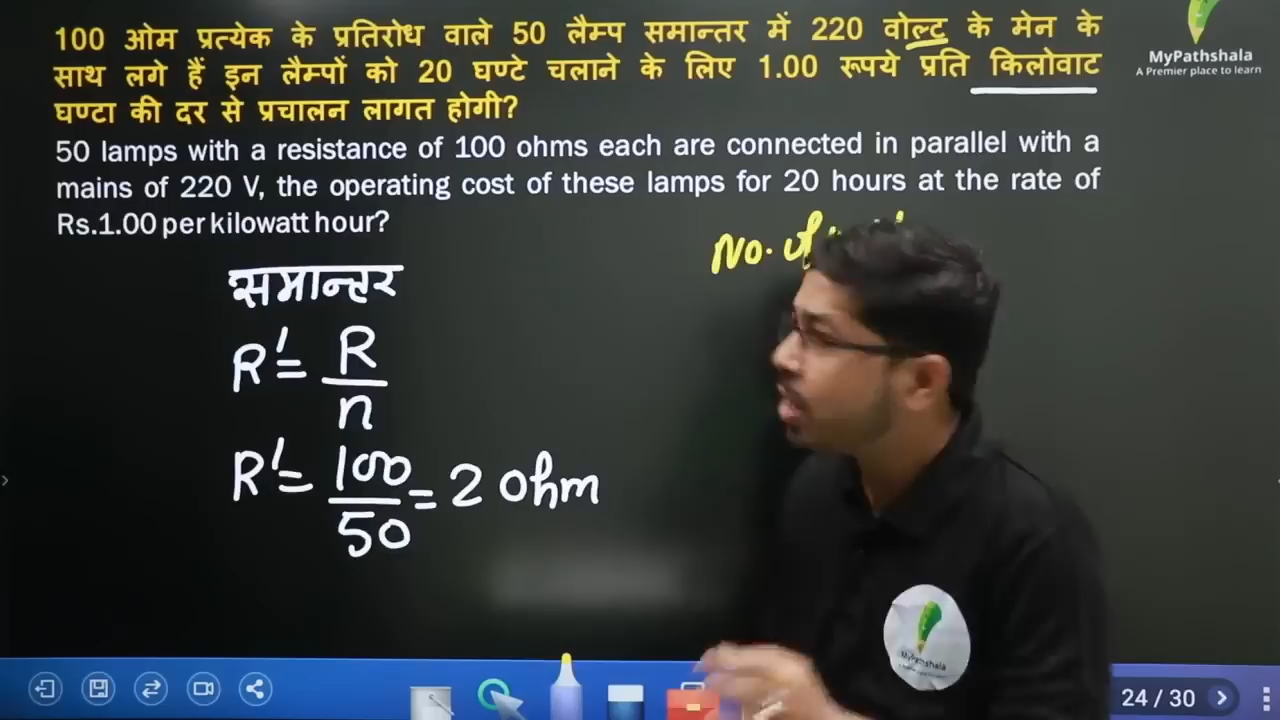 100 ओम प्रत्येक के प्रतिरोध वाले 50 लैम्प समान्तर में 220 वोल्ट के मेन के
साथ लगे हैं इन लैम्पों को 20 घण्टे चलाने के लिए 1.00 रूपये प्रति किलोवाट
घण्टा की दर से प्रचालन लागत होगी?
50 lamps with a resistance of 100 ohms each are connected in parallel with a
mains of 220 V, the operating cost of these lamps for 20 hours at the rate of
Rs.1.00 per kilowatt hour?
MyPathshala
A Premier place to learn
No. of
समान्तर
R' = R/n
R' = 100/50 = 2 ohm
MyPathshala
24 / 30